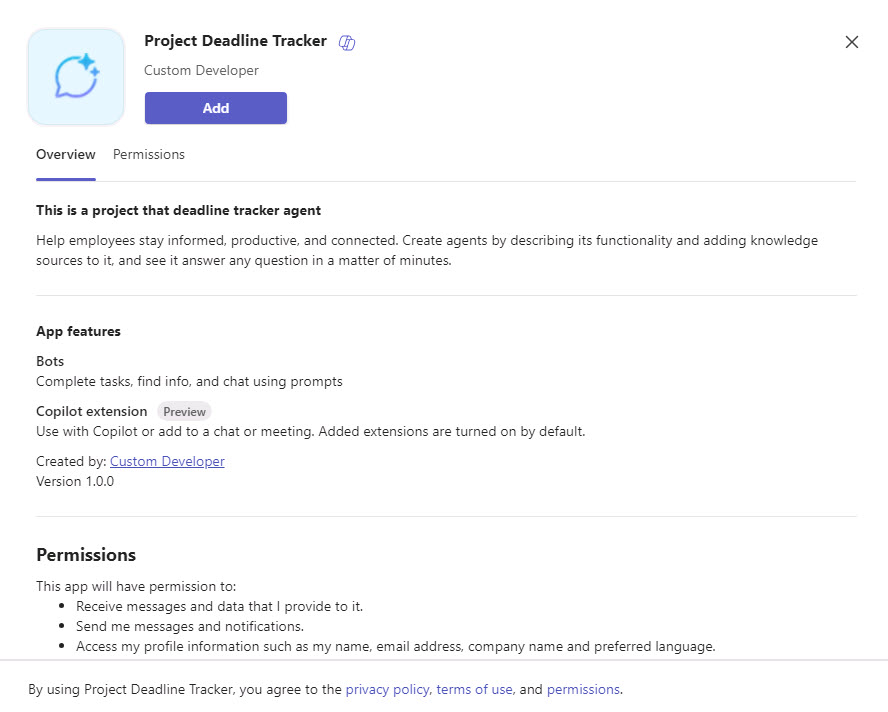 Project Deadline Tracker
Custom Developer
Add
Overview Permissions
This is a project that deadline tracker agent
Help employees stay informed, productive, and connected. Create agents by describing its functionality and adding knowledge
sources to it, and see it answer any question in a matter of minutes.
App features
Bots
Complete tasks, find info, and chat using prompts
Copilot extension Preview
Use with Copilot or add to a chat or meeting. Added extensions are turned on by default.
Created by: Custom Developer
Version 1.0.0
Permissions
This app will have permission to:
• Receive messages and data that I provide to it.
• Send me messages and notifications.
• Access my profile information such as my name, email address, company name and preferred language.
By using Project Deadline Tracker, you agree to the privacy policy, terms of use, and permissions.